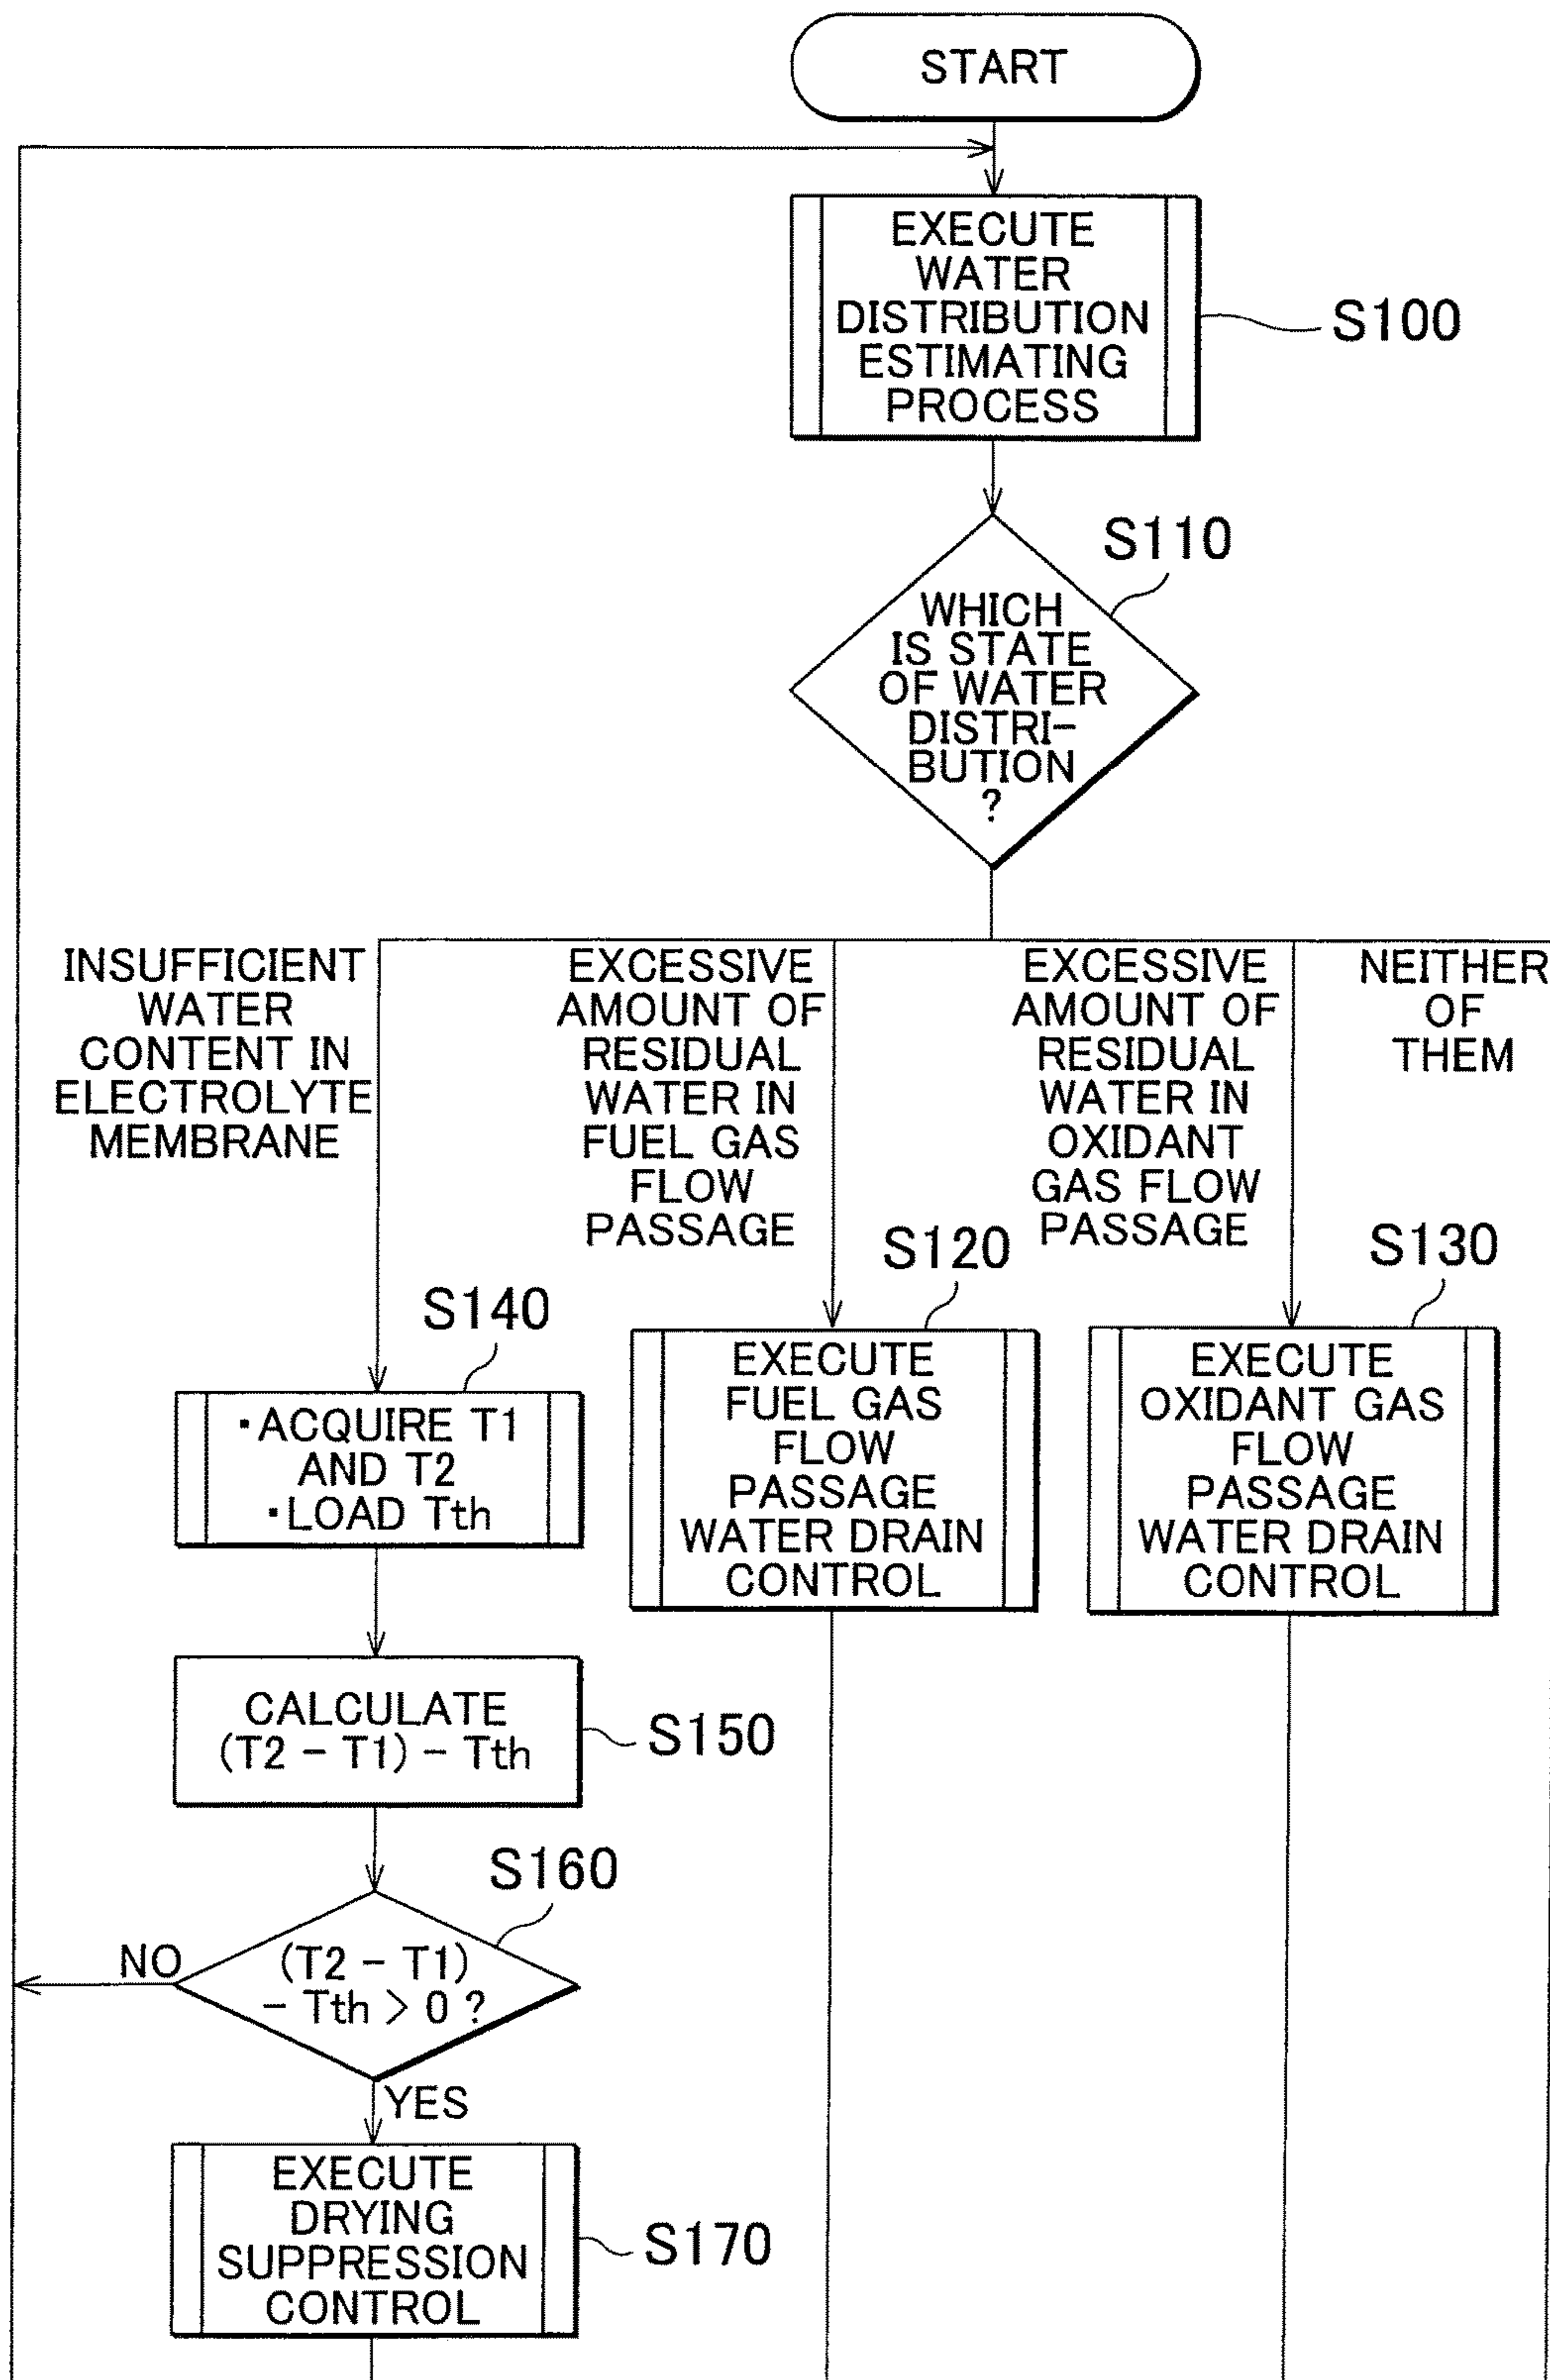 START
EXECUTE
WATER
DISTRIBUTION
ESTIMATING
PROCESS
S100
S110
WHICH
IS STATE
OF WATER
DISTRI-
BUTION
?
INSUFFICIENT
WATER
CONTENT IN
ELECTROLYTE
MEMBRANE
EXCESSIVE
AMOUNT OF
RESIDUAL
WATER IN
FUEL GAS
FLOW
PASSAGE
EXCESSIVE
AMOUNT OF
RESIDUAL
WATER IN
OXIDANT
GAS FLOW
PASSAGE
NEITHER
OF
THEM
S140
・ACQUIRE T1
AND T2
・LOAD Tth
S120
EXECUTE
FUEL GAS
FLOW
PASSAGE
WATER DRAIN
CONTROL
S130
EXECUTE
OXIDANT GAS
FLOW
PASSAGE
WATER DRAIN
CONTROL
CALCULATE
(T2 − T1) − Tth
S150
S160
(T2 − T1)
− Tth > 0 ?
NO
YES
EXECUTE
DRYING
SUPPRESSION
CONTROL
S170